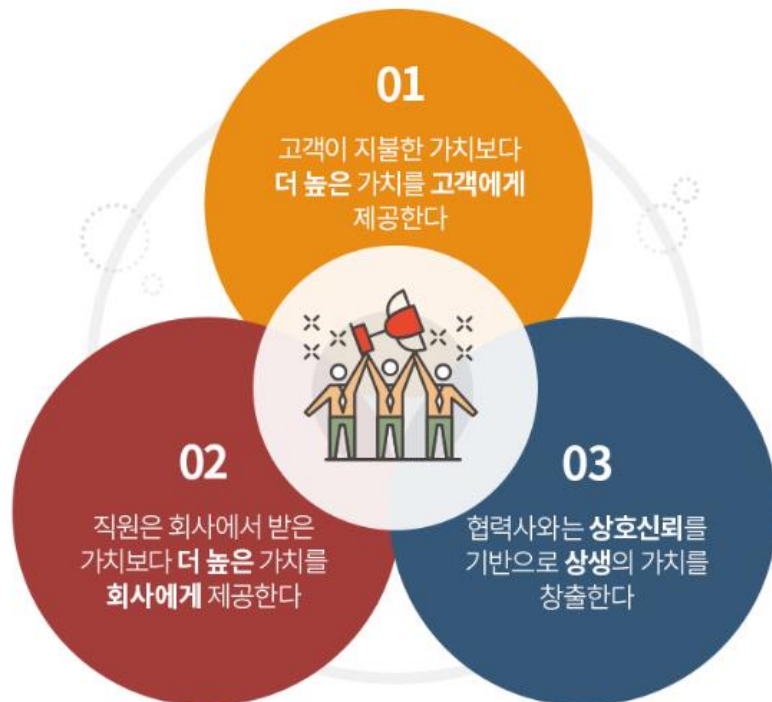 01
고객이 지불한 가치보다
더 높은 가치를 고객에게
제공한다
02
직원은 회사에서 받은
가치보다 더 높은 가치를
회사에게 제공한다
03
협력사와는 상호신뢰를
기반으로 상생의 가치를
창출한다